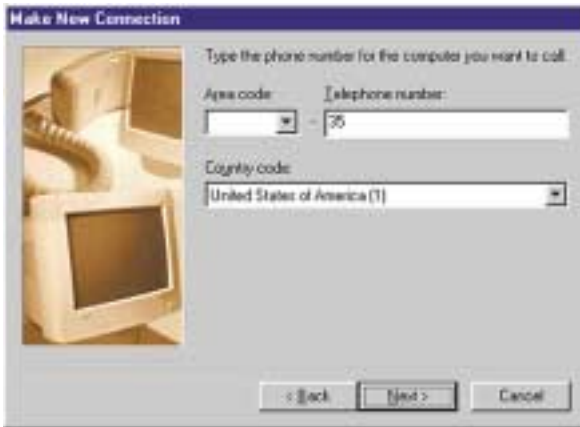 Make New Connection
Type the phone number for the computer you want to call.
Area code: Telephone number:
- 35
Country code:
United States of America (1)
< Back Next > Cancel